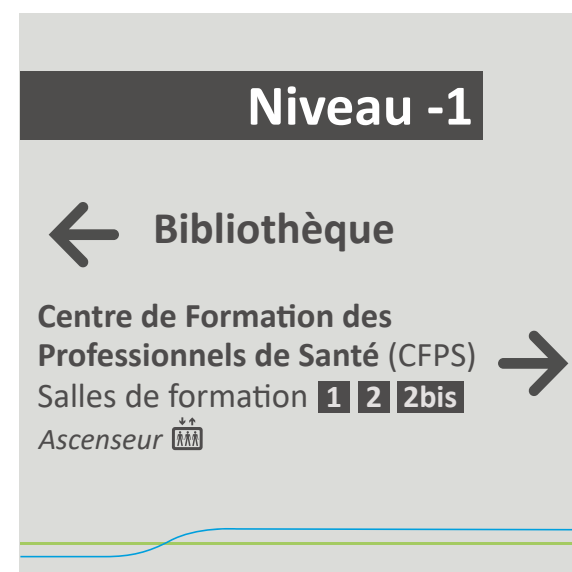 Niveau -1
Bibliothèque
Centre de Formation des
Professionnels de Santé (CFPS)
Salles de formation 1 2 2bis
Ascenseur